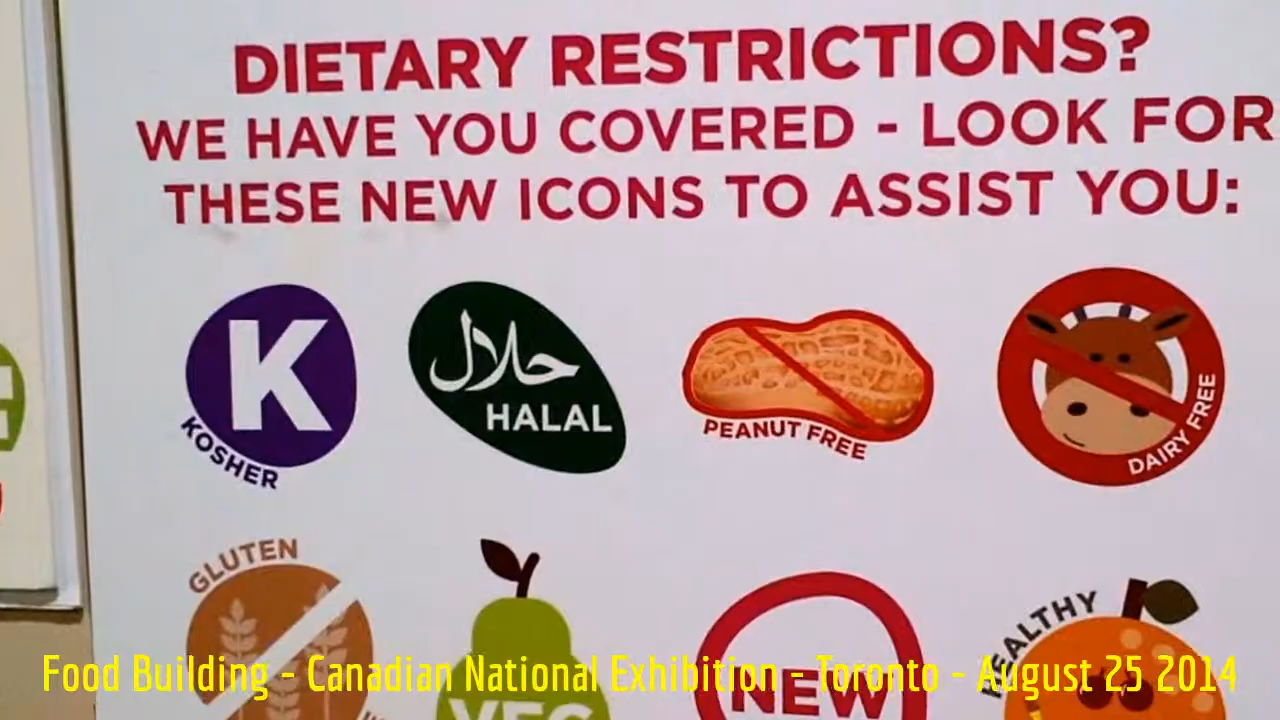 DIETARY RESTRICTIONS?
WE HAVE YOU COVERED - LOOK FOR
THESE NEW ICONS TO ASSIST YOU:
K
KOSHER
حلال
HALAL
PEANUT FREE
DAIRY FREE
GLUTEN
VEG
NEW
HEALTHY
Food Building - Canadian National Exhibition - Toronto - August 25 2014